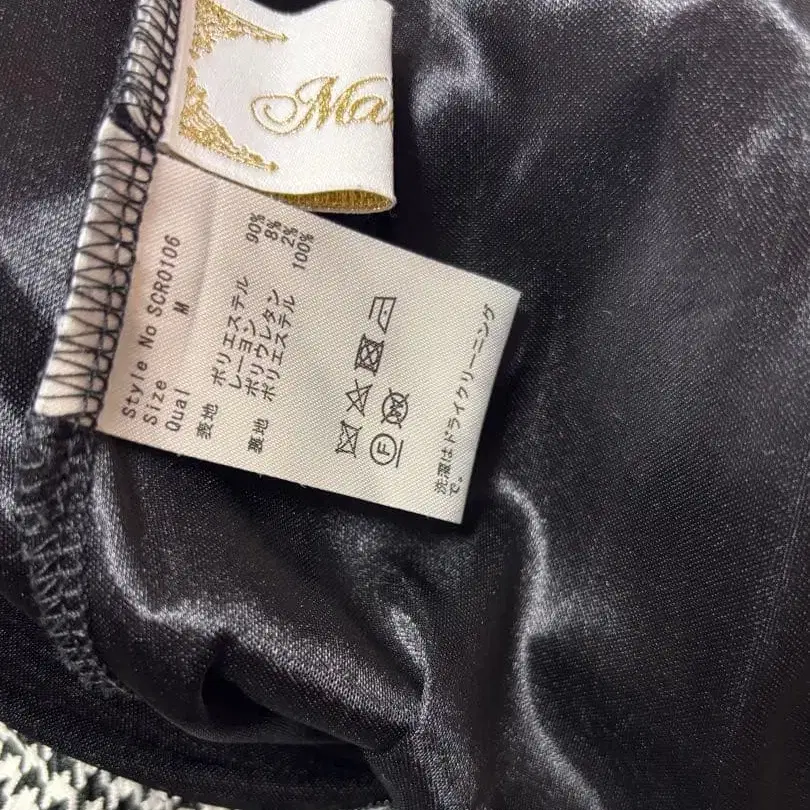 Style No SCR0106
Size M
Qual
表地 ポリエステル 90%
レーヨン 8%
ポリウレタン 2%
裏地 ポリエステル 100%
F
W
洗濯はドライクリーニング
で。